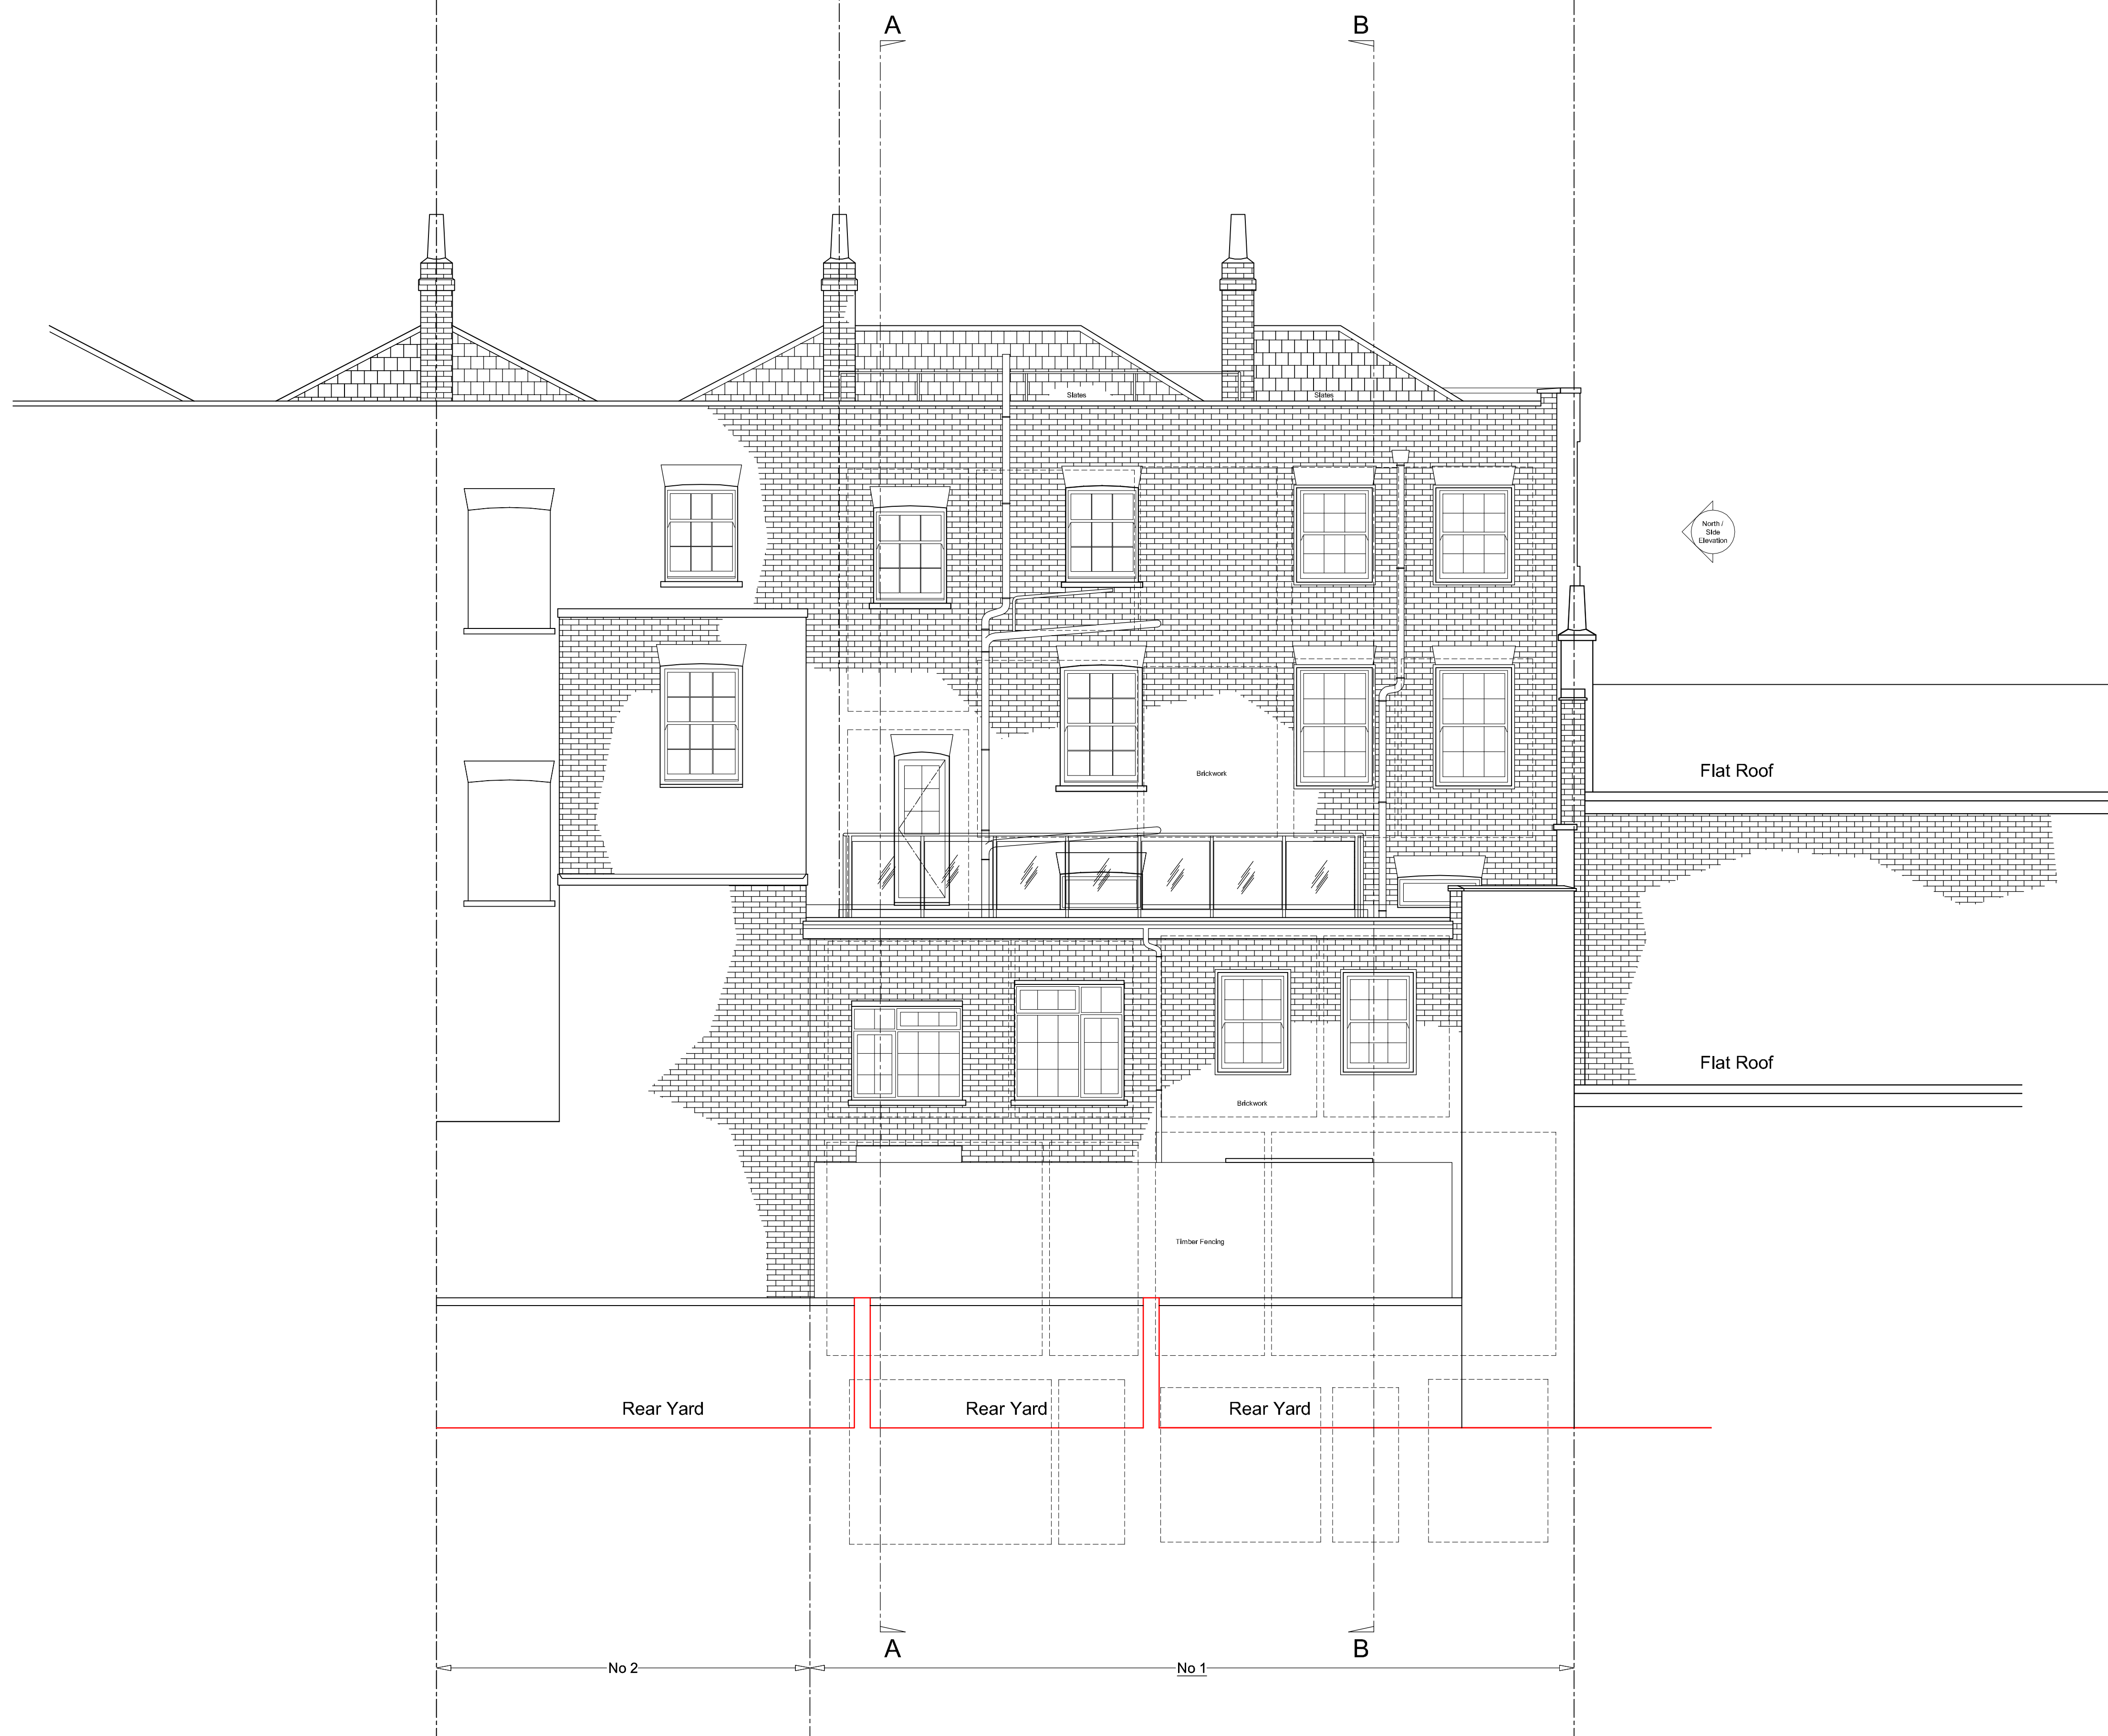 A
B
Slates
Slates
North /
Side
Elevation
Flat Roof
Brickwork
Flat Roof
Brickwork
Timber Fencing
Rear Yard
Rear Yard
Rear Yard
A
B
No 2
No 1